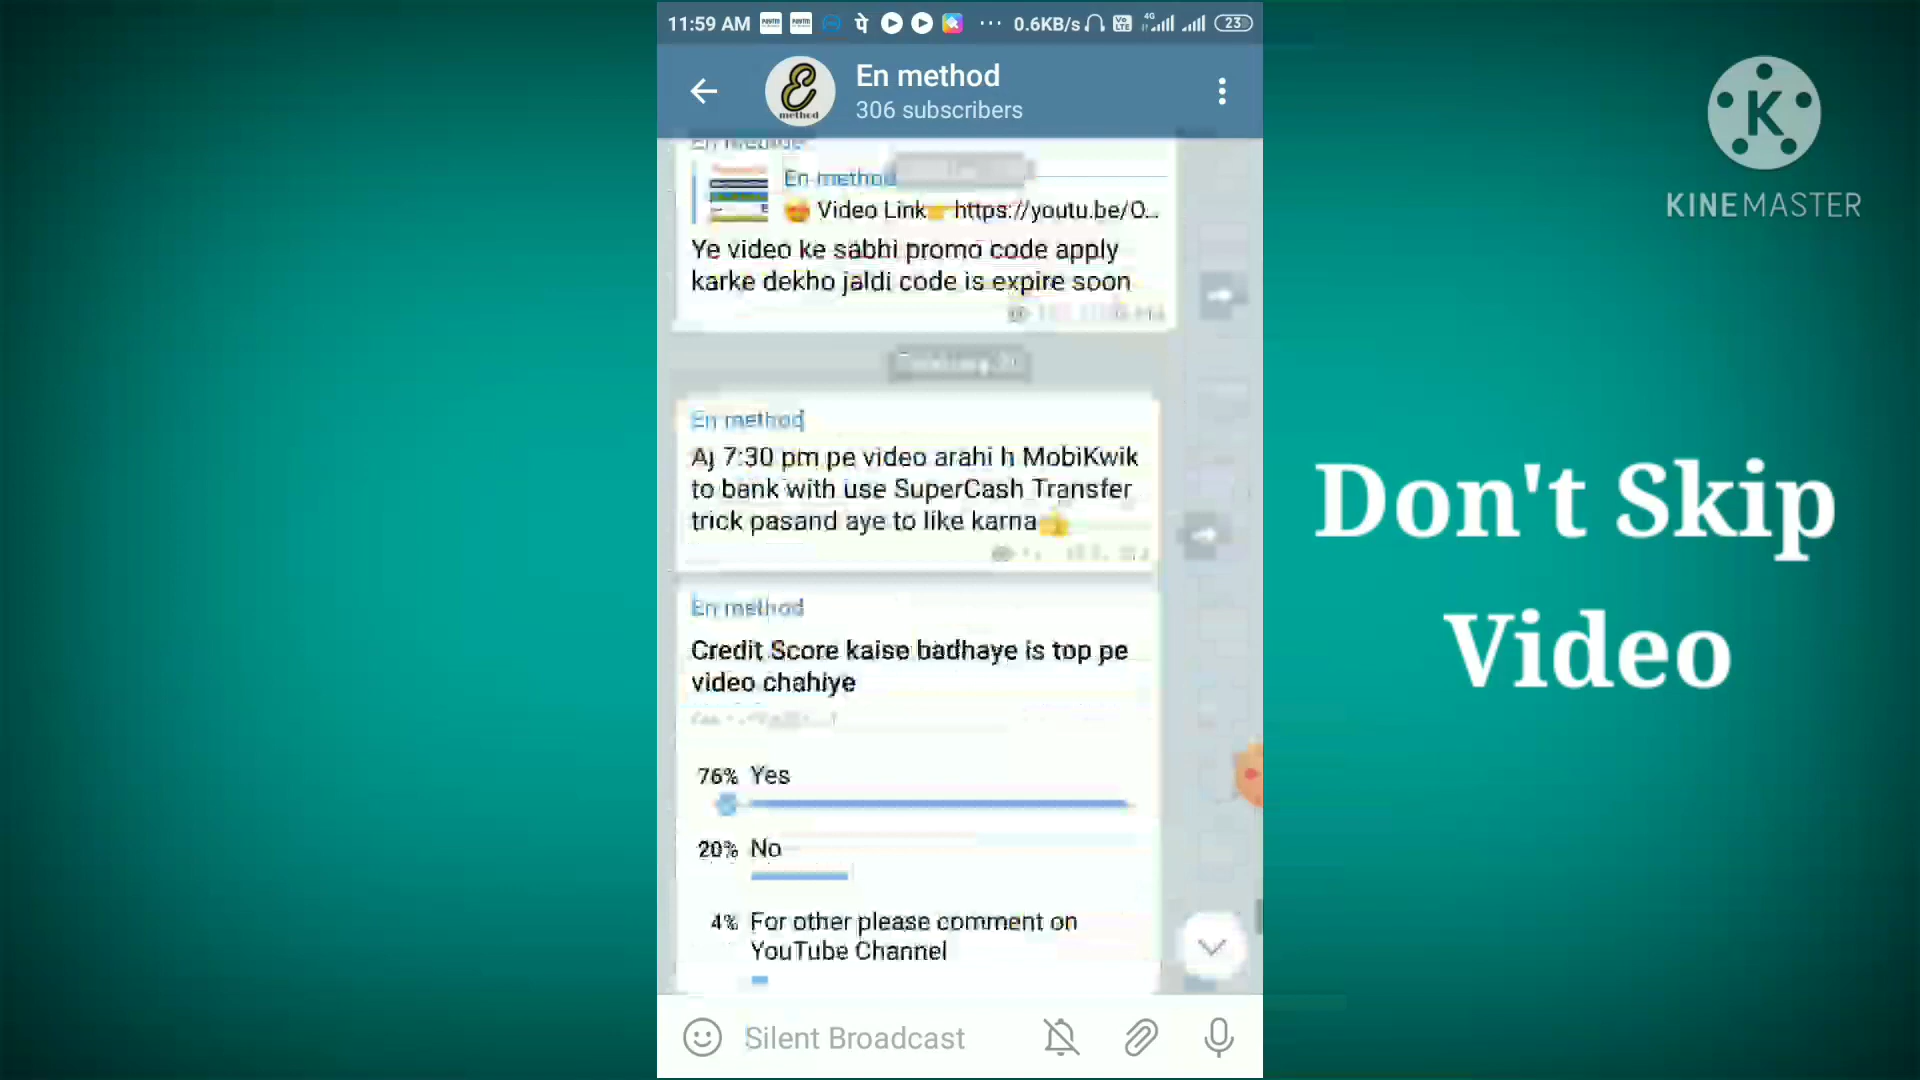 11:59 AM
0.6KB/s
4G
23
En method
306 subscribers
method
En method
Video Link
https://youtu.be/O...
Ye video ke sabhi promo code apply
karke dekho jaldi code is expire soon
En method
Aj 7:30 pm pe video arahi h MobiKwik
to bank with use SuperCash Transfer
trick pasand aye to like karna
En method
Credit Score kaise badhaye is top pe
video chahiye
76% Yes
20% No
4% For other please comment on
YouTube Channel
Silent Broadcast
K
KINEMASTER
Don't Skip
Video